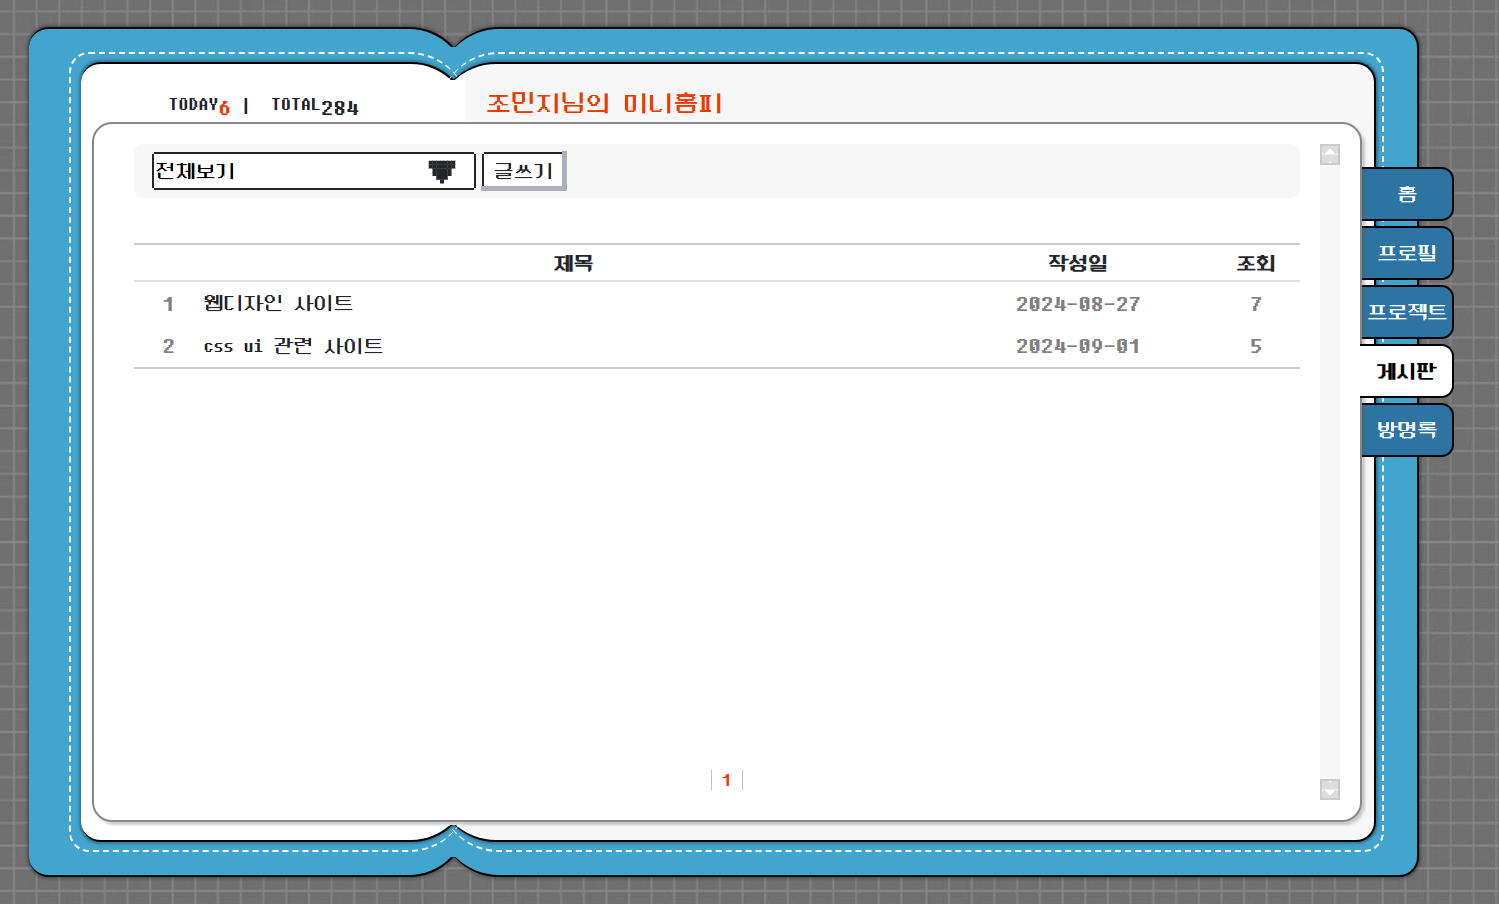 TODAY6 | TOTAL284
조민지님의 미니홈피
전체보기 글쓰기
제목 작성일 조회
1 웹디자인 사이트 2024-08-27 7
2 css ui 관련 사이트 2024-09-01 5
1
홈
프로필
프로젝트
게시판
방명록